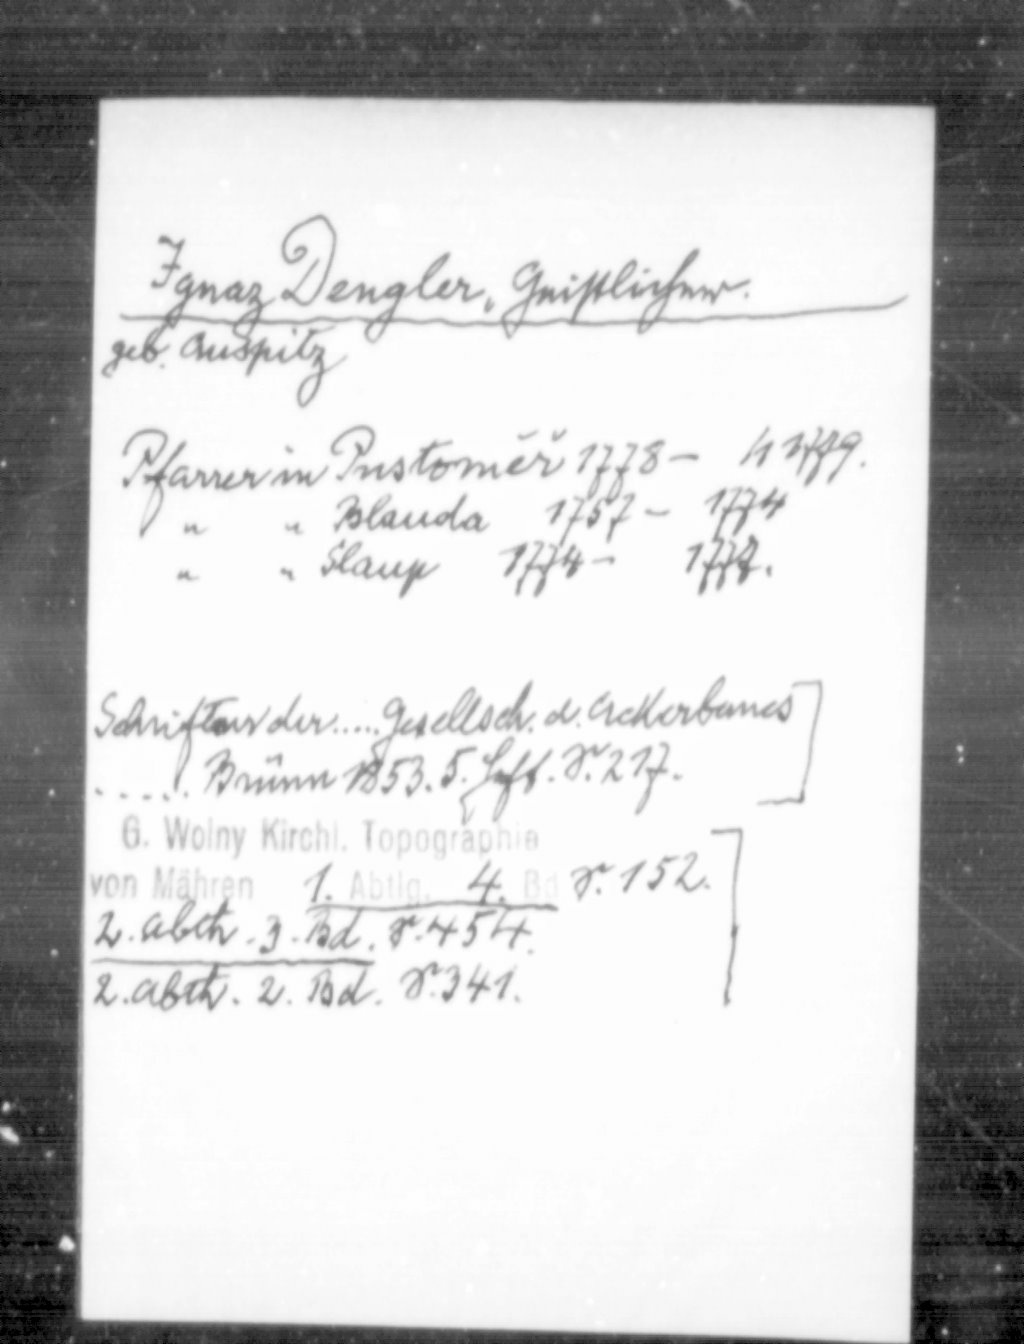 Ignaz Dengler, Geistlicher.
geb. Auspitz
Pfarrer in Pustoměř 1778 –
" " Blauda 1757 – 1774
" " Slaup 1774 –
Schriften der..... Gesellsch. d. Ackerbaues
..... Brünn 1853. 5. Heft. S. 217.
G. Wolny Kirchl. Topographie
von Mähren 1. Abtlg. 4. Bd S. 152.
2. Abth. 3. Bd. S. 454.
2. Abth. 2. Bd. S. 341.